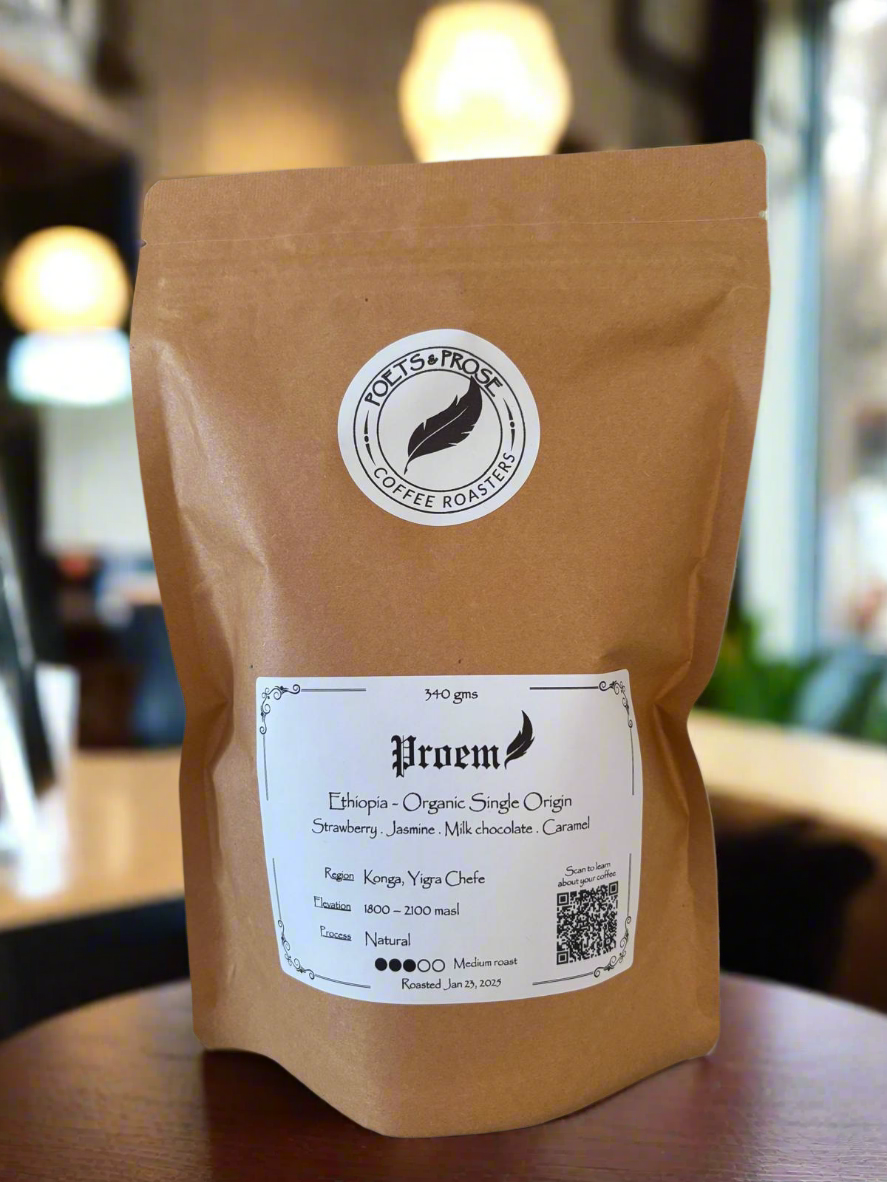 POETS & PROSE
COFFEE ROASTERS
340 gms
Proem
Ethiopia - Organic Single Origin
Strawberry . Jasmine . Milk chocolate . Caramel
Region Konga, Yigra Chefe
Elevation 1800 – 2100 masl
Process Natural
Scan to learn
about your coffee
Medium roast
Roasted Jan 23, 2025